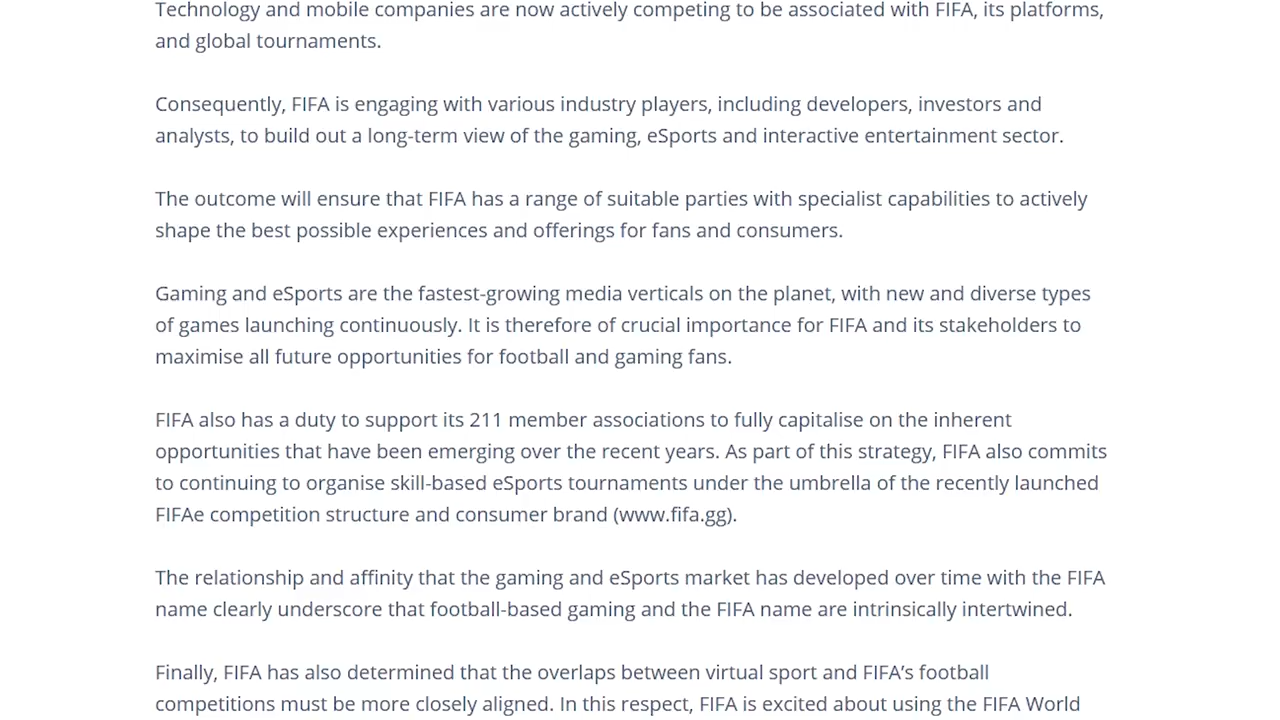 Technology and mobile companies are now actively competing to be associated with FIFA, its platforms,
and global tournaments.
Consequently, FIFA is engaging with various industry players, including developers, investors and
analysts, to build out a long-term view of the gaming, eSports and interactive entertainment sector.
The outcome will ensure that FIFA has a range of suitable parties with specialist capabilities to actively
shape the best possible experiences and offerings for fans and consumers.
Gaming and eSports are the fastest-growing media verticals on the planet, with new and diverse types
of games launching continuously. It is therefore of crucial importance for FIFA and its stakeholders to
maximise all future opportunities for football and gaming fans.
FIFA also has a duty to support its 211 member associations to fully capitalise on the inherent
opportunities that have been emerging over the recent years. As part of this strategy, FIFA also commits
to continuing to organise skill-based eSports tournaments under the umbrella of the recently launched
FIFAe competition structure and consumer brand (www.fifa.gg).
The relationship and affinity that the gaming and eSports market has developed over time with the FIFA
name clearly underscore that football-based gaming and the FIFA name are intrinsically intertwined.
Finally, FIFA has also determined that the overlaps between virtual sport and FIFA’s football
competitions must be more closely aligned. In this respect, FIFA is excited about using the FIFA World